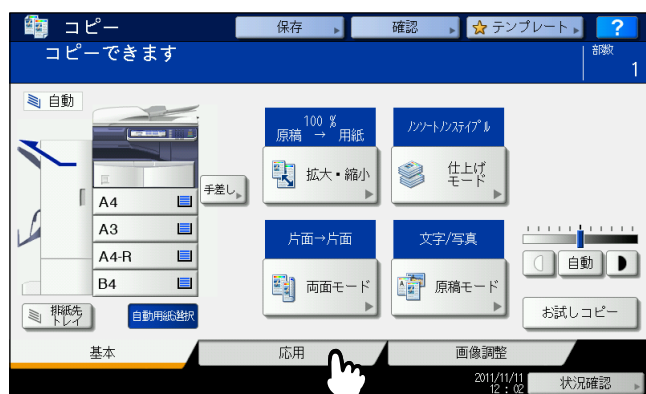 コピー
保存
確認
テンプレート
?
コピーできます
部数
1
自動
100 %
原稿 → 用紙
ノンソートノンステイプル
拡大・縮小
仕上げ
モード
手差し
A4
A3
A4-R
B4
片面→片面
文字/写真
両面モード
原稿モード
自動
排紙先
トレイ
自動用紙選択
お試しコピー
基本
応用
画像調整
2011/11/11
12 : 02
状況確認